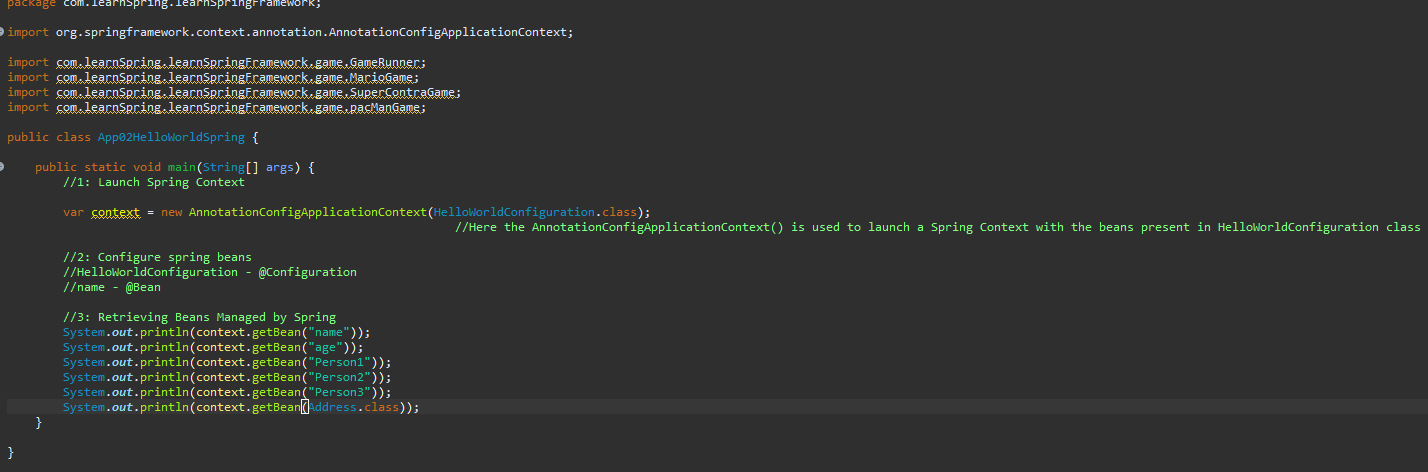 package com.learnSpring.learnSpringFramework;
import org.springframework.context.annotation.AnnotationConfigApplicationContext;
import com.learnSpring.learnSpringFramework.game.GameRunner;
import com.learnSpring.learnSpringFramework.game.MarioGame;
import com.learnSpring.learnSpringFramework.game.SuperContraGame;
import com.learnSpring.learnSpringFramework.game.pacManGame;
public class App02HelloWorldSpring {
public static void main(String[] args) {
//1: Launch Spring Context
var context = new AnnotationConfigApplicationContext(HelloWorldConfiguration.class);
//Here the AnnotationConfigApplicationContext() is used to launch a Spring Context with the beans present in HelloWorldConfiguration class
//2: Configure spring beans
//HelloWorldConfiguration - @Configuration
//name - @Bean
//3: Retrieving Beans Managed by Spring
System.out.println(context.getBean("name"));
System.out.println(context.getBean("age"));
System.out.println(context.getBean("Person1"));
System.out.println(context.getBean("Person2"));
System.out.println(context.getBean("Person3"));
System.out.println(context.getBean(Address.class));
}
}